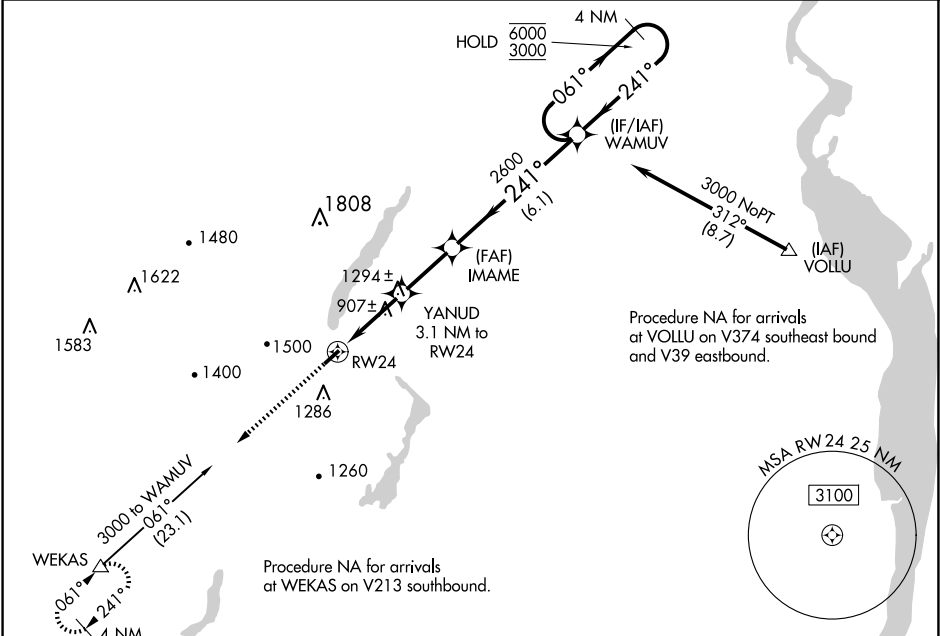 4 NM
HOLD
6000
3000
061°
241°
(IF/IAF)
WAMUV
2600
241°
(6.1)
3000 NoPT
312°
(8.7)
(IAF)
VOLLU
1808
1480
1622
1583
(FAF)
IMAME
1294±
907±
YANUD
3.1 NM to
RW24
Procedure NA for arrivals
at VOLLU on V374 southeast bound
and V39 eastbound.
1500
1400
RW24
1286
1260
MSA RW24 25 NM
3100
3000 to WAMUV
061°
(23.1)
WEKAS
061°
241°
4 NM
Procedure NA for arrivals
at WEKAS on V213 southbound.